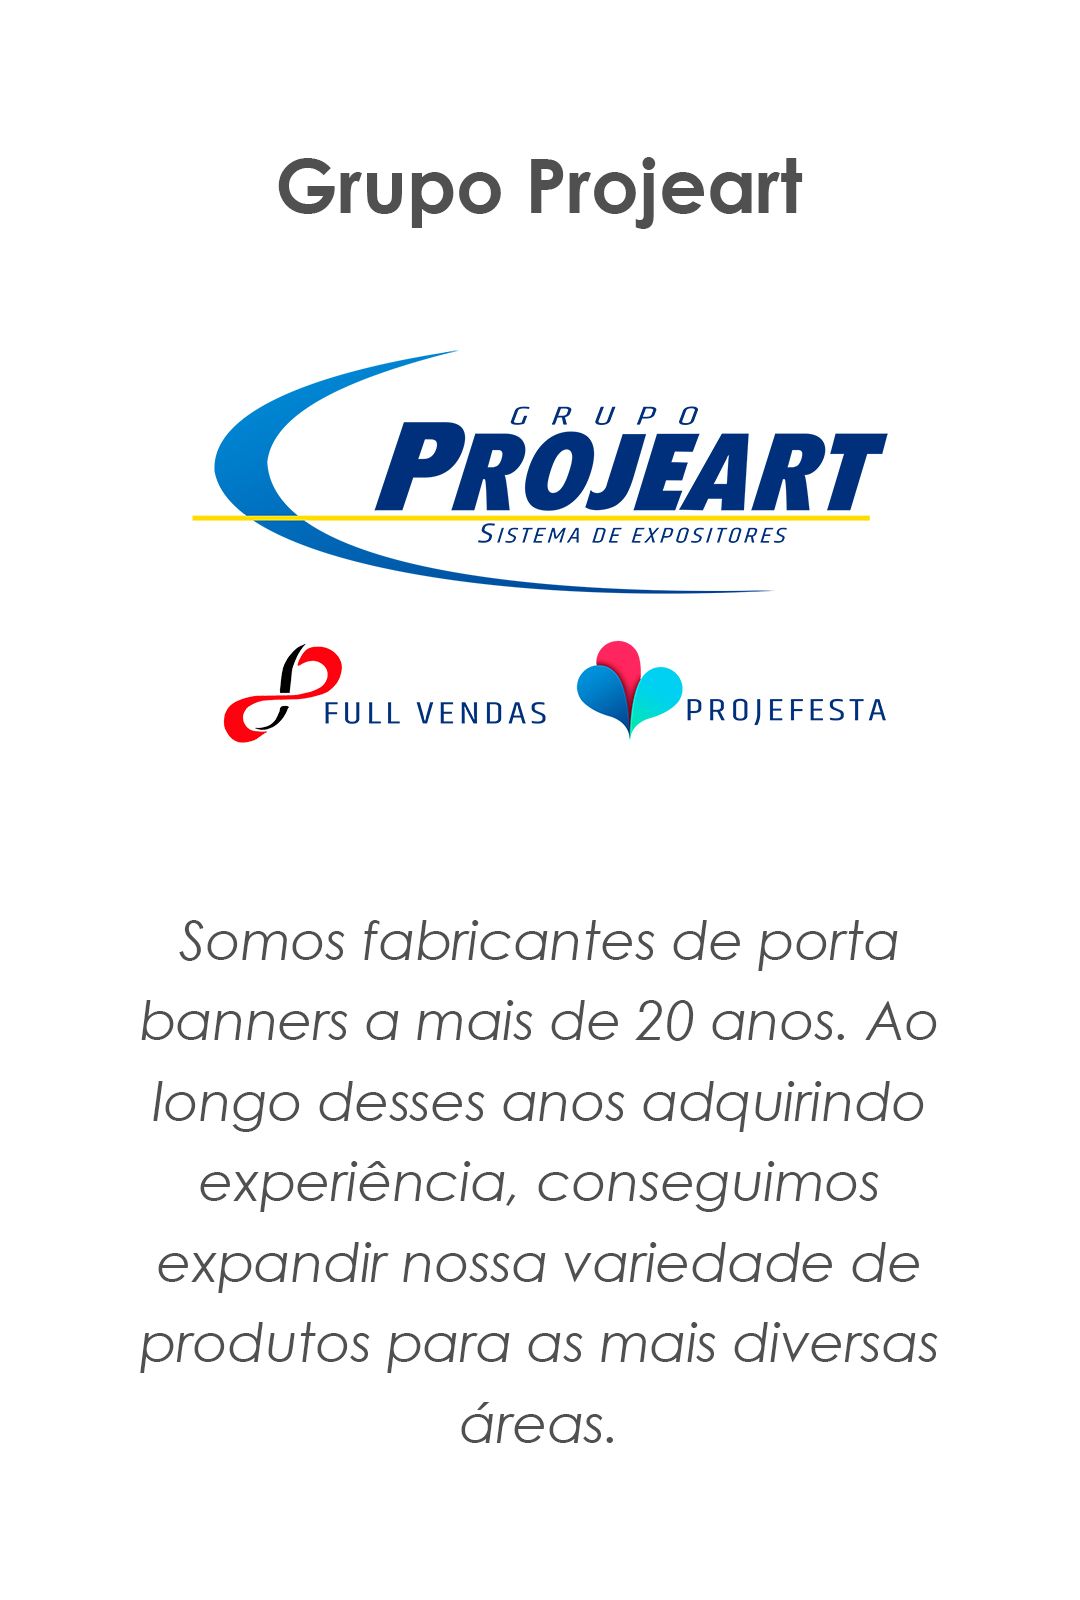 Grupo Projeart
GRUPO
PROJEART
SISTEMA DE EXPOSITORES
FULL VENDAS
PROJEFESTA
Somos fabricantes de porta
banners a mais de 20 anos. Ao
longo desses anos adquirindo
experiência, conseguimos
expandir nossa variedade de
produtos para as mais diversas
áreas.